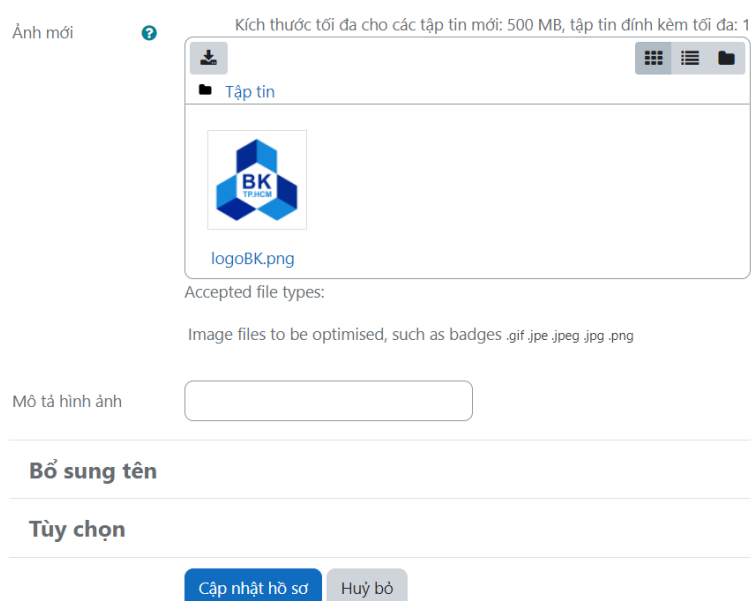 Ảnh mới
Kích thước tối đa cho các tập tin mới: 500 MB, tập tin đính kèm tối đa: 1
Tập tin
BK
TP.HCM
logoBK.png
Accepted file types:
Image files to be optimised, such as badges .gif .jpe .jpeg .jpg .png
Mô tả hình ảnh
Bổ sung tên
Tùy chọn
Cập nhật hồ sơ Huỷ bỏ